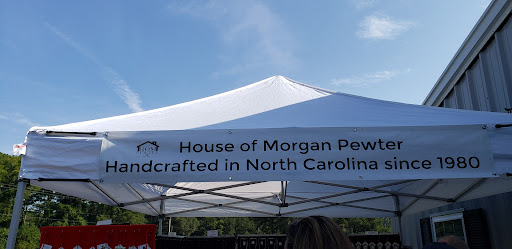 House of Morgan Pewter
Handcrafted in North Carolina since 1980